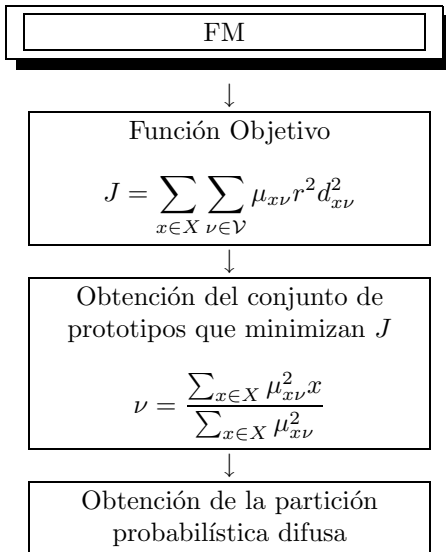 FM
↓
Función Objetivo
J = ∑_{x∈X} ∑_{ν∈𝒱} μ_{xν} r² d²_{xν}
↓
Obtención del conjunto de
prototipos que minimizan J
ν = (∑_{x∈X} μ²_{xν} x) / (∑_{x∈X} μ²_{xν})
↓
Obtención de la partición
probabilística difusa